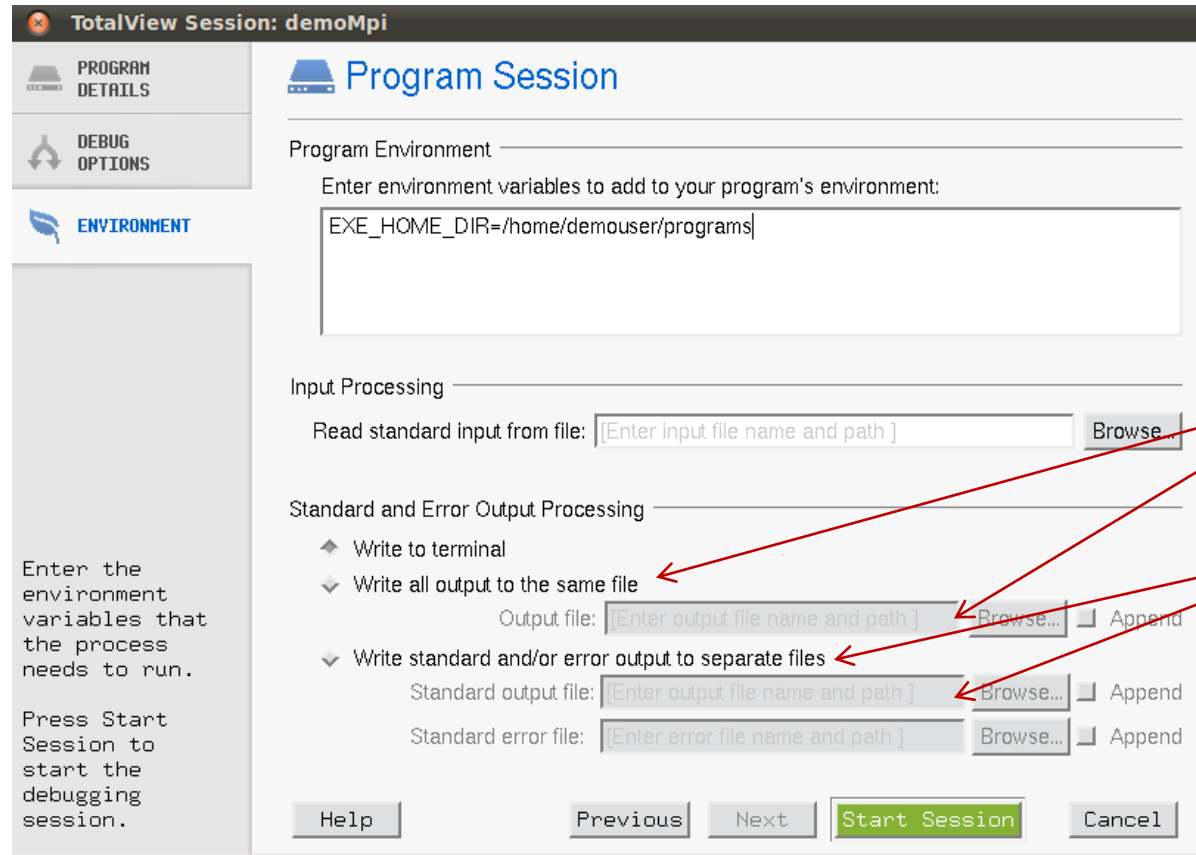 TotalView Session: demoMpi
PROGRAM
DETAILS
DEBUG
OPTIONS
ENVIRONMENT
Enter the
environment
variables that
the process
needs to run.
Press Start
Session to
start the
debugging
session.
Program Session
Program Environment
Enter environment variables to add to your program's environment:
EXE_HOME_DIR=/home/demouser/programs
Input Processing
Read standard input from file: [Enter input file name and path ] Browse...
Standard and Error Output Processing
Write to terminal
Write all output to the same file
Output file: [Enter output file name and path ] Browse... Append
Write standard and/or error output to separate files
Standard output file: [Enter output file name and path ] Browse... Append
Standard error file: [Enter error file name and path ] Browse... Append
Help Previous Next Start Session Cancel